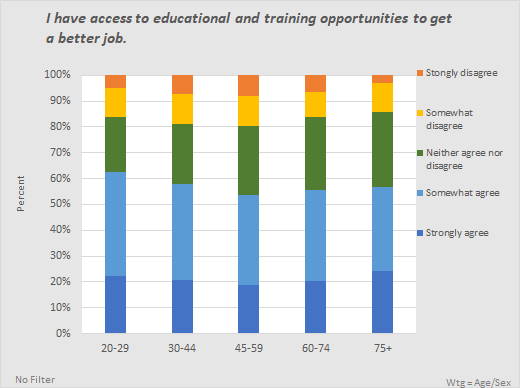 I have access to educational and training opportunities to get
a better job.
100%
90%
80%
70%
60%
50%
40%
30%
20%
10%
0%
Percent
20-29
30-44
45-59
60-74
75+
Stongly disagree
Somewhat
disagree
Neither agree nor
disagree
Somewhat agree
Strongly agree
No Filter
Wtg = Age/Sex